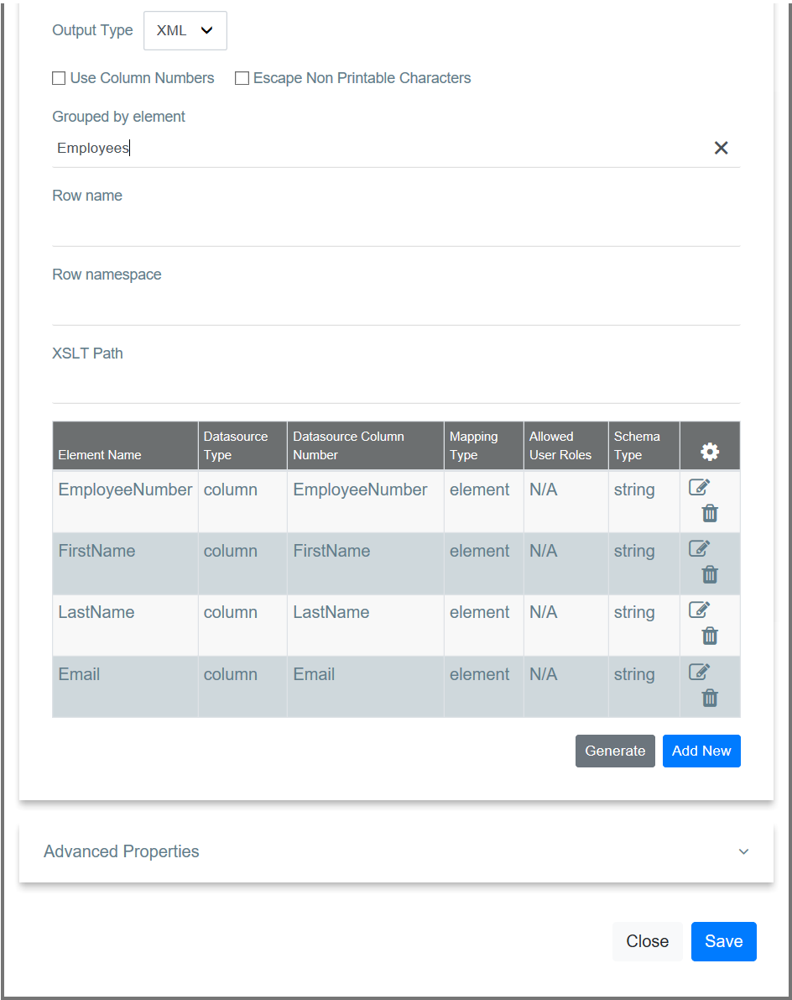 Output Type XML
Use Column Numbers Escape Non Printable Characters
Grouped by element
Employees
Row name
Row namespace
XSLT Path
Element Name Datasource Type Datasource Column Number Mapping Type Allowed User Roles Schema Type
EmployeeNumber column EmployeeNumber element N/A string
FirstName column FirstName element N/A string
LastName column LastName element N/A string
Email column Email element N/A string
Generate Add New
Advanced Properties
Close Save